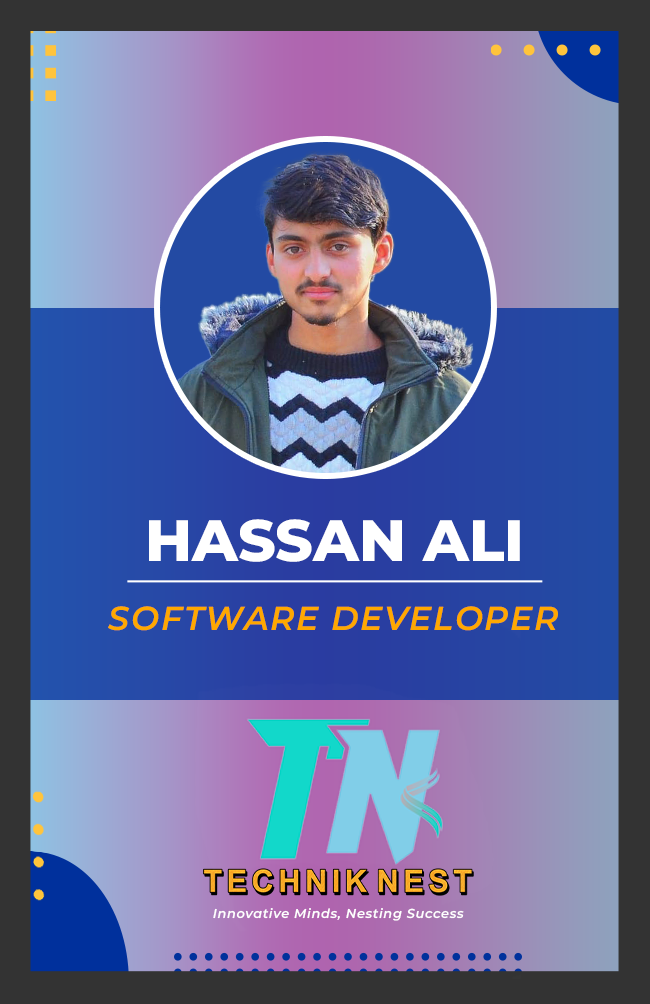 HASSAN ALI
SOFTWARE DEVELOPER
TN
TECHNIK NEST
Innovative Minds, Nesting Success